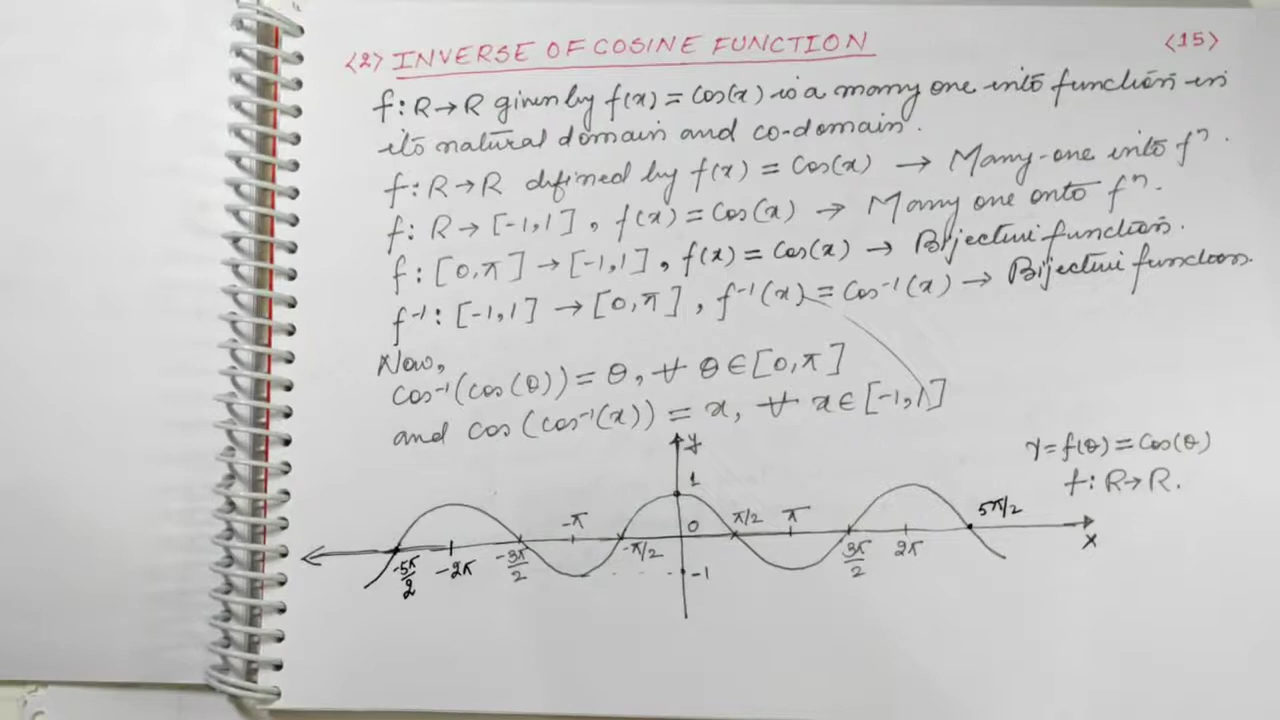 <2> INVERSE OF COSINE FUNCTION <15>
f: R→R given by f(x) = cos(x) is a many one into function in
its natural domain and co-domain.
f: R→R defined by f(x) = Cos(x) → Many-one into fⁿ.
f: R→[-1,1], f(x) = Cos(x) → Many one onto fⁿ.
f: [0,π]→[-1,1], f(x) = Cos(x) → Bijective function.
f⁻¹: [-1,1] → [0,π], f⁻¹(x) = Cos⁻¹(x) → Bijective function.
Now,
cos⁻¹(cos(θ)) = θ, ∀ θ∈[0,π]
and cos(cos⁻¹(x)) = x, ∀ x∈[-1,1]
y
Y=f(θ)=Cos(θ)
f: R→R.
1
-π 0 π/2 π 5π/2
-5π/2 -2π -3π/2 -π/2 3π/2 2π X
-1